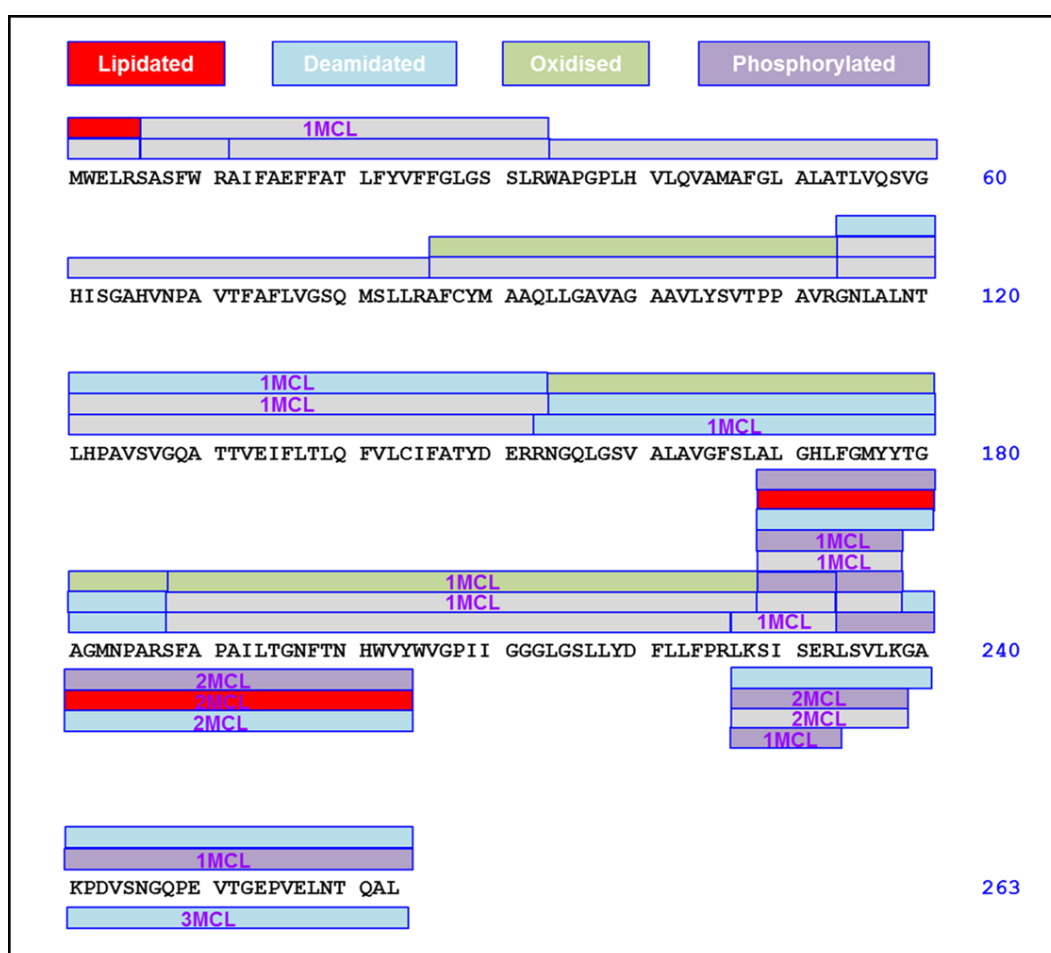 Lipidated Deamidated Oxidised Phosphorylated
1MCL
MWELRSASFW RAIFAEFFAT LFYVFFGLGS SLRWAPGPLH VLQVAMAFGL ALATLVQSVG 60
HISGAHVNPA VTFAFLVGSQ MSLLRAFCYM AAQLLGAVAG AAVLYSVTPP AVRGNLALNT 120
1MCL
1MCL
1MCL
LHPAVSVGQA TTVEIFLTLQ FVLCIFATYD ERRNGQLGSV ALAVGFSLAL GHLFGMYYTG 180
1MCL
1MCL
1MCL
1MCL
1MCL
AGMNPARSFA PAILTGNFTN HWVYWVGPII GGGLGSLLYD FLLFPRLKSI SERLSVLKGA 240
2MCL
2MCL 2MCL
2MCL 2MCL
1MCL
1MCL
KPDVSNGQPE VTGEPVELNT QAL 263
3MCL